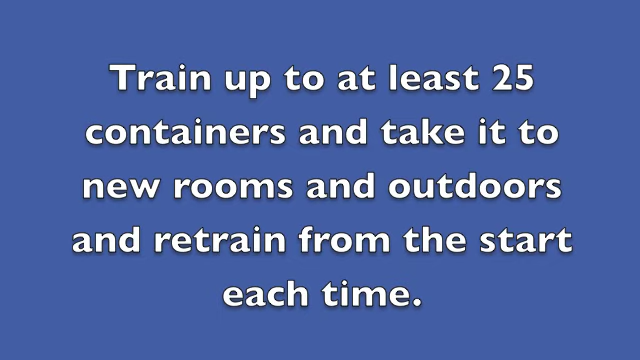 Train up to at least 25
containers and take it to
new rooms and outdoors
and retrain from the start
each time.